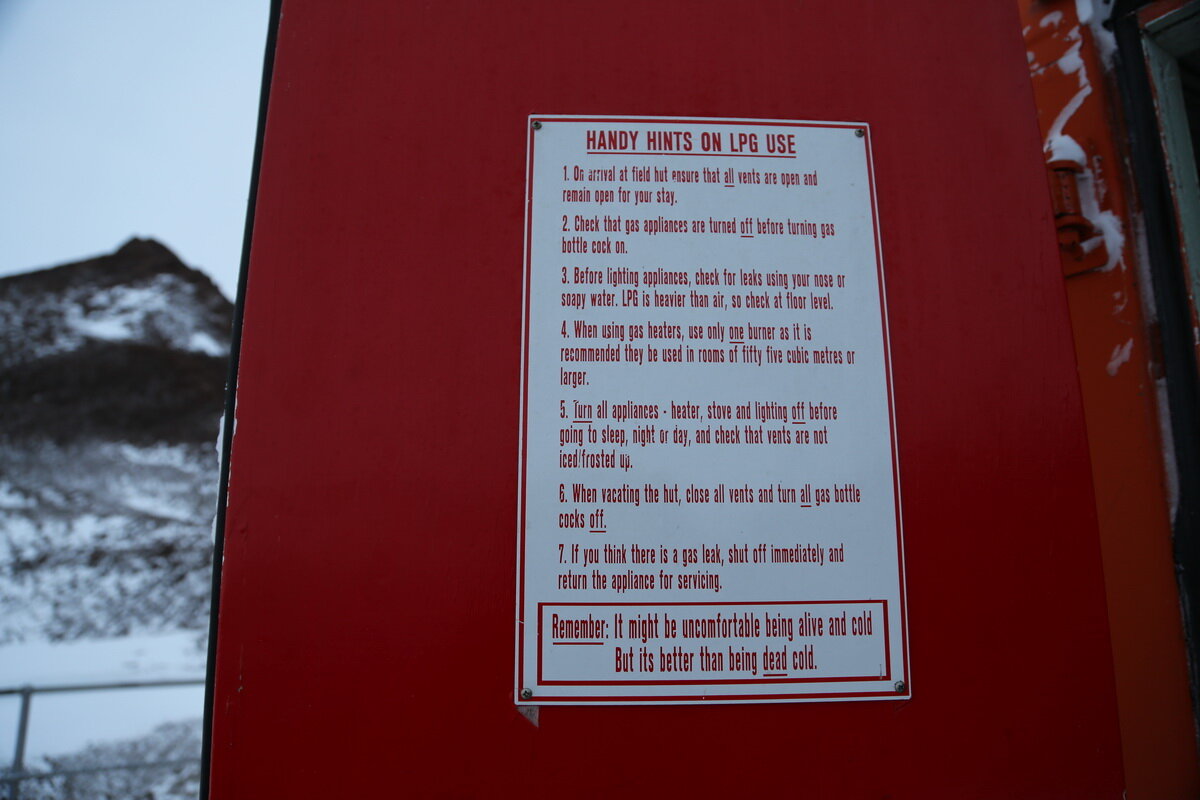 HANDY HINTS ON LPG USE
1. On arrival at field hut ensure that all vents are open and
remain open for your stay.
2. Check that gas appliances are turned off before turning gas
bottle cock on.
3. Before lighting appliances, check for leaks using your nose or
soapy water. LPG is heavier than air, so check at floor level.
4. When using gas heaters, use only one burner as it is
recommended they be used in rooms of fifty five cubic metres or
larger.
5. Turn all appliances - heater, stove and lighting off before
going to sleep, night or day, and check that vents are not
iced/frosted up.
6. When vacating the hut, close all vents and turn all gas bottle
cocks off.
7. If you think there is a gas leak, shut off immediately and
return the appliance for servicing.
Remember: It might be uncomfortable being alive and cold
But its better than being dead cold.